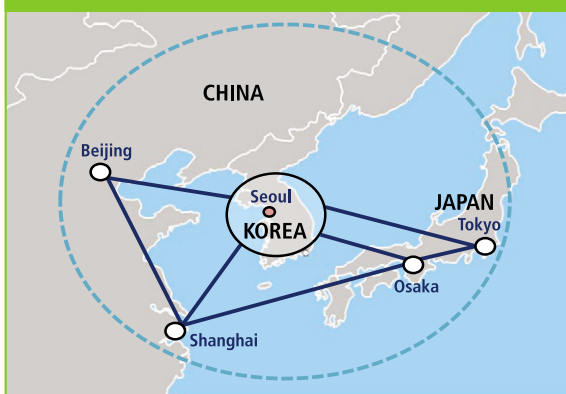 CHINA
Beijing
Seoul
KOREA
JAPAN
Tokyo
Osaka
Shanghai